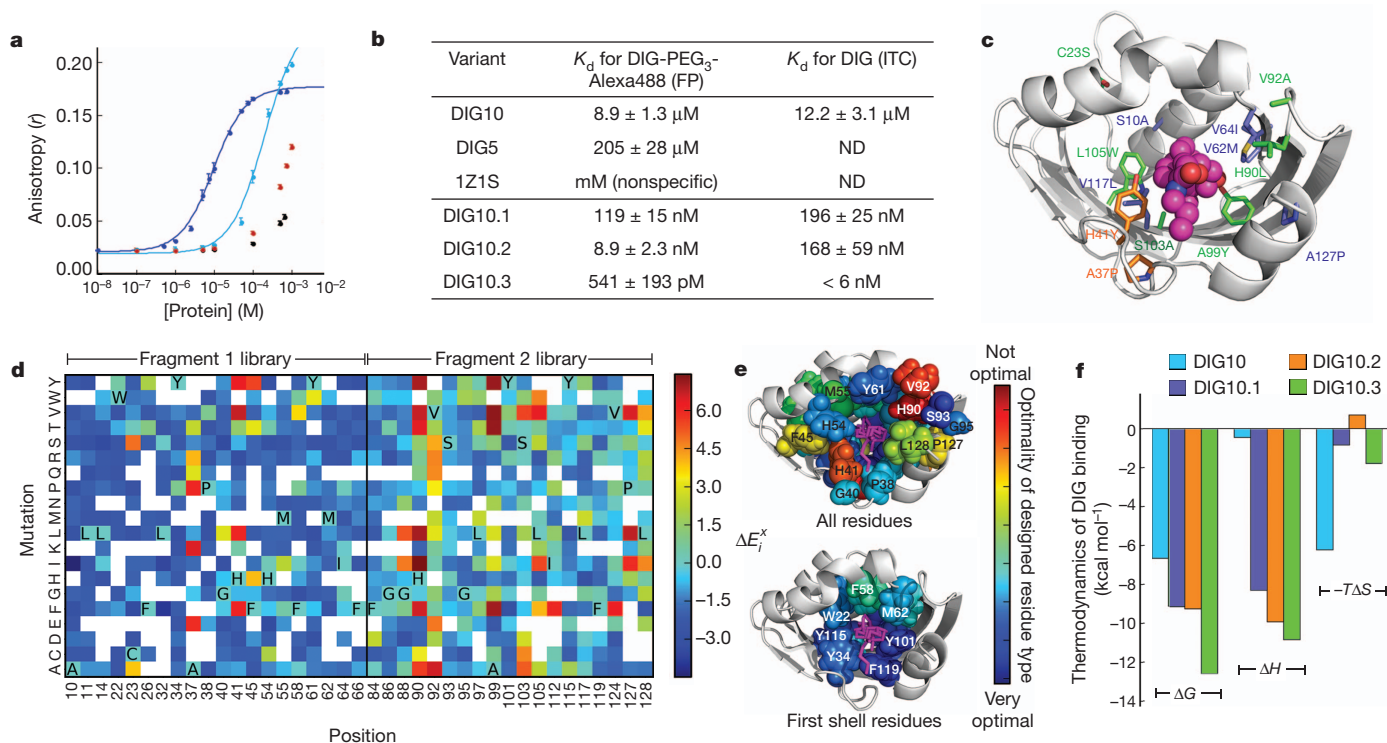 a
Anisotropy (r)
0.20
0.15
0.10
0.05
0.00
10⁻⁸ 10⁻⁷ 10⁻⁶ 10⁻⁵ 10⁻⁴ 10⁻³ 10⁻²
[Protein] (M)
b
Variant
K_d for DIG-PEG₃-
Alexa488 (FP)
K_d for DIG (ITC)
DIG10 8.9 ± 1.3 μM 12.2 ± 3.1 μM
DIG5 205 ± 28 μM ND
1Z1S mM (nonspecific) ND
DIG10.1 119 ± 15 nM 196 ± 25 nM
DIG10.2 8.9 ± 2.3 nM 168 ± 59 nM
DIG10.3 541 ± 193 pM < 6 nM
c
C23S
V92A
S10A
V64I
V62M
L105W
H90L
V117L
H41Y
S103A
A99Y
A127P
A37P
d
Fragment 1 library
Fragment 2 library
Mutation
Y
W
V
T
S
R
Q
P
N
M
L
K
I
H
G
F
E
D
C
A
Y Y Y Y
W
V V
S S
P P
M M
L L L L L L L
I I
H H H
G G G G
F F F F F F
C
A A A
10 11 14 22 23 26 32 34 37 38 40 41 45 54 55 58 61 62 64 66 84 86 88 90 92 93 95 97 99 101 103 105 112 115 117 119 124 127 128
Position
6.0
4.5
3.0
1.5
0.0
−1.5
−3.0
ΔE_i^x
e
M55
Y61
V92
H90
S93
H54
G95
F45
L128
P127
H41
G40
P38
All residues
F58
W22
M62
Y115
Y101
Y34
F119
First shell residues
Not
optimal
Optimality of designed residue type
Very
optimal
f
DIG10
DIG10.2
DIG10.1
DIG10.3
Thermodynamics of DIG binding
(kcal mol⁻¹)
0
−2
−4
−6
−8
−10
−12
−14
ΔG
ΔH
−TΔS